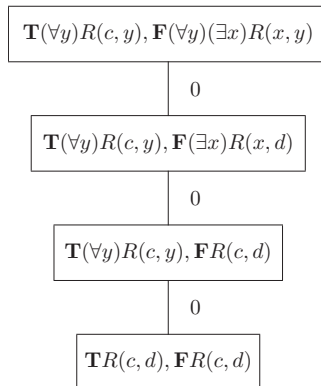 T(∀y)R(c, y), F(∀y)(∃x)R(x, y)
0
T(∀y)R(c, y), F(∃x)R(x, d)
0
T(∀y)R(c, y), FR(c, d)
0
TR(c, d), FR(c, d)